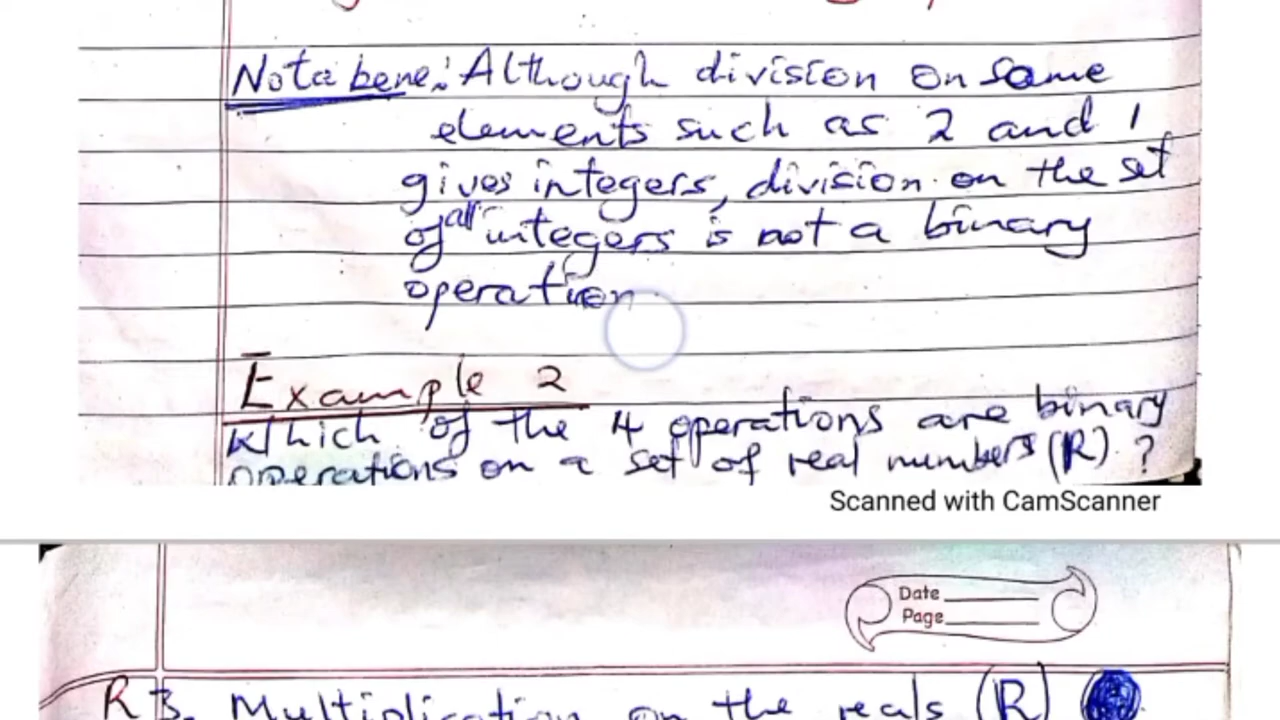 Nota bene: Although division on some
elements such as 2 and 1
gives integers, division on the set
of all integers is not a binary
operation
Example 2
Which of the 4 operations are binary
operations on a set of real numbers (R) ?
Scanned with CamScanner
Date
Page
R 3. Multiplication on the reals (R)